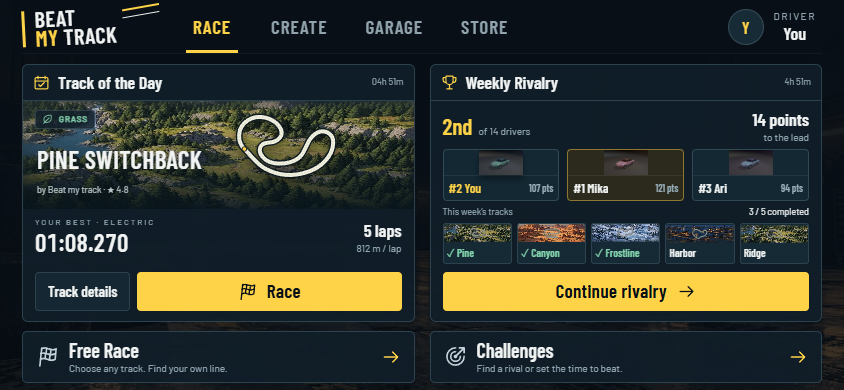 BEAT
MY TRACK
RACE
CREATE
GARAGE
STORE
Y
DRIVER
You
Track of the Day
04h 51m
GRASS
PINE SWITCHBACK
by Beat my track · ★ 4.8
YOUR BEST · ELECTRIC
01:08.270
5 laps
812 m / lap
Track details
Race
Weekly Rivalry
4h 51m
2nd of 14 drivers
14 points
to the lead
#2 You 107 pts
#1 Mika 121 pts
#3 Ari 94 pts
This week's tracks
3 / 5 completed
✓ Pine
✓ Canyon
✓ Frostline
Harbor
Ridge
Continue rivalry →
Free Race
Choose any track. Find your own line.
→
Challenges
Find a rival or set the time to beat.
→